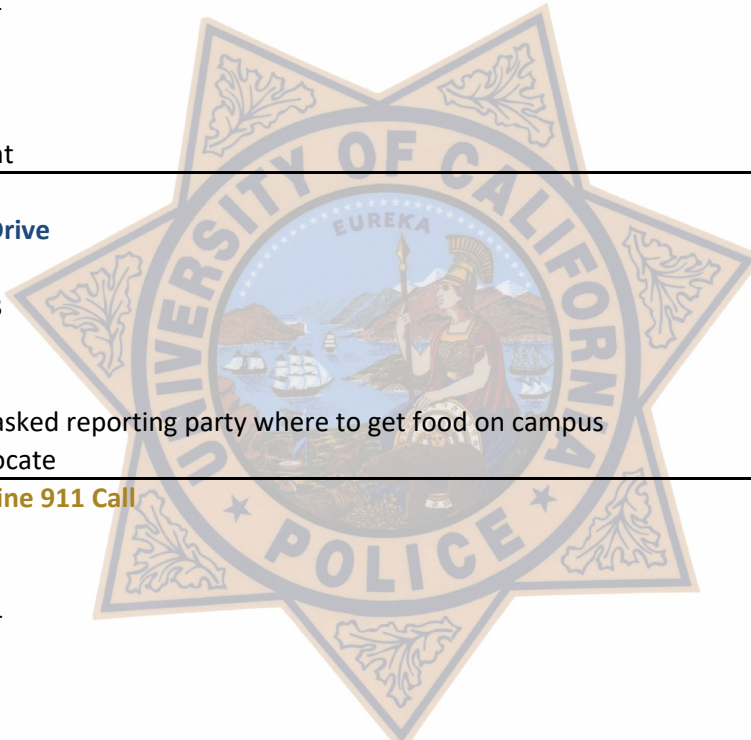 nt
Drive
asked reporting party where to get food on campus
ocate
ine 911 Call
UNIVERSITY OF CALIFORNIA
EUREKA
POLICE